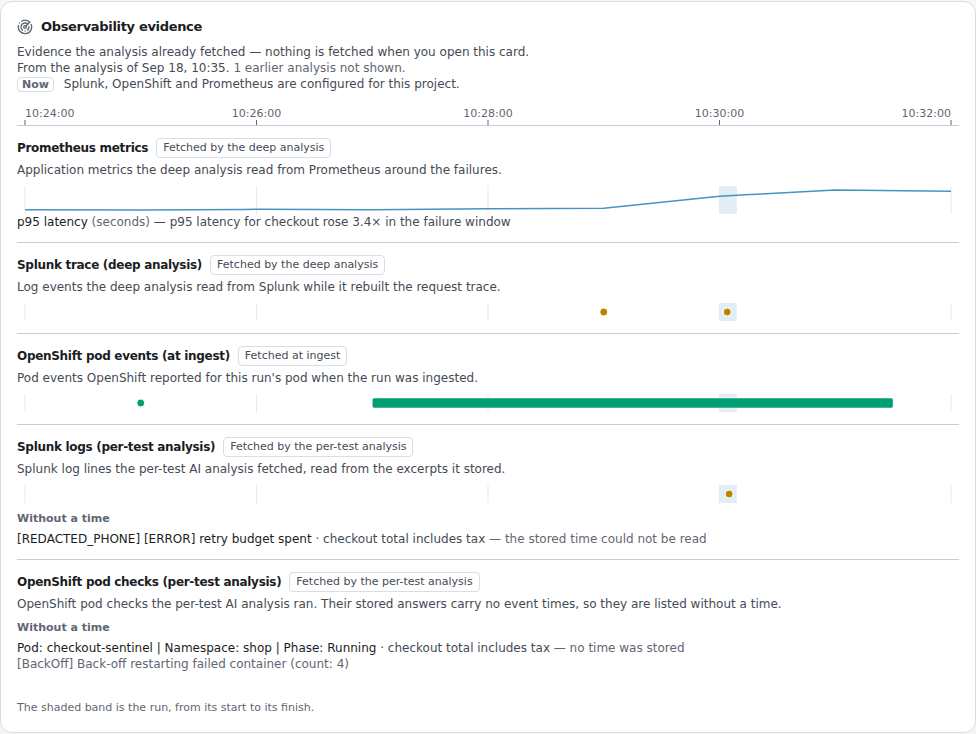 Observability evidence
Evidence the analysis already fetched — nothing is fetched when you open this card.
From the analysis of Sep 18, 10:35. 1 earlier analysis not shown.
Now Splunk, OpenShift and Prometheus are configured for this project.
10:24:00 10:26:00 10:28:00 10:30:00 10:32:00
Prometheus metrics Fetched by the deep analysis
Application metrics the deep analysis read from Prometheus around the failures.
p95 latency (seconds) — p95 latency for checkout rose 3.4× in the failure window
Splunk trace (deep analysis) Fetched by the deep analysis
Log events the deep analysis read from Splunk while it rebuilt the request trace.
OpenShift pod events (at ingest) Fetched at ingest
Pod events OpenShift reported for this run's pod when the run was ingested.
Splunk logs (per-test analysis) Fetched by the per-test analysis
Splunk log lines the per-test AI analysis fetched, read from the excerpts it stored.
Without a time
[REDACTED_PHONE] [ERROR] retry budget spent · checkout total includes tax — the stored time could not be read
OpenShift pod checks (per-test analysis) Fetched by the per-test analysis
OpenShift pod checks the per-test AI analysis ran. Their stored answers carry no event times, so they are listed without a time.
Without a time
Pod: checkout-sentinel | Namespace: shop | Phase: Running · checkout total includes tax — no time was stored
[BackOff] Back-off restarting failed container (count: 4)
The shaded band is the run, from its start to its finish.